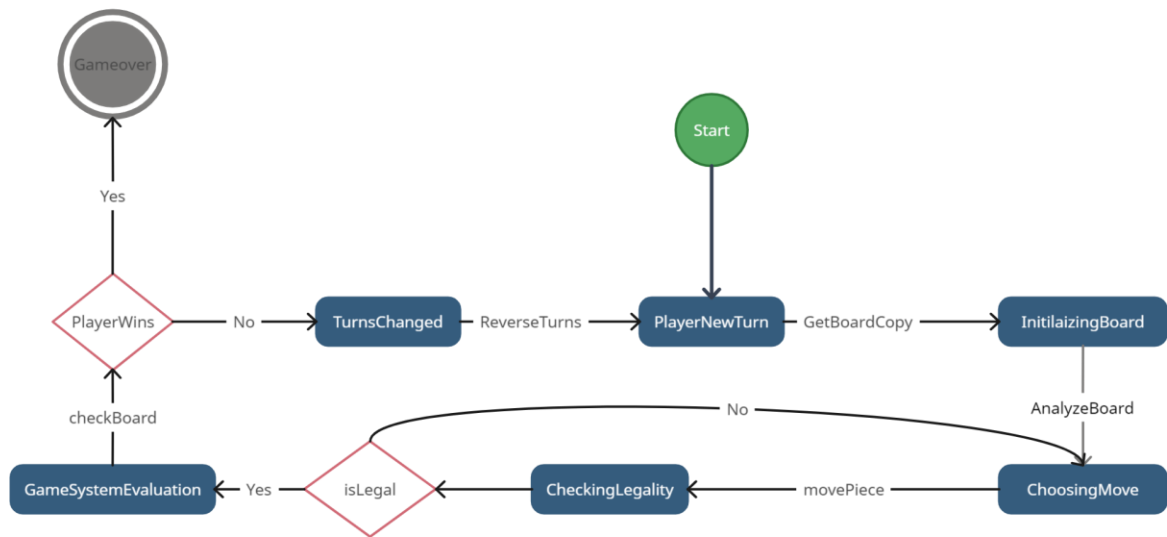 Gameover
Start
Yes
PlayerWins
No
TurnsChanged
ReverseTurns
PlayerNewTurn
GetBoardCopy
InitilaizingBoard
checkBoard
No
AnalyzeBoard
GameSystemEvaluation
Yes
isLegal
CheckingLegality
movePiece
ChoosingMove